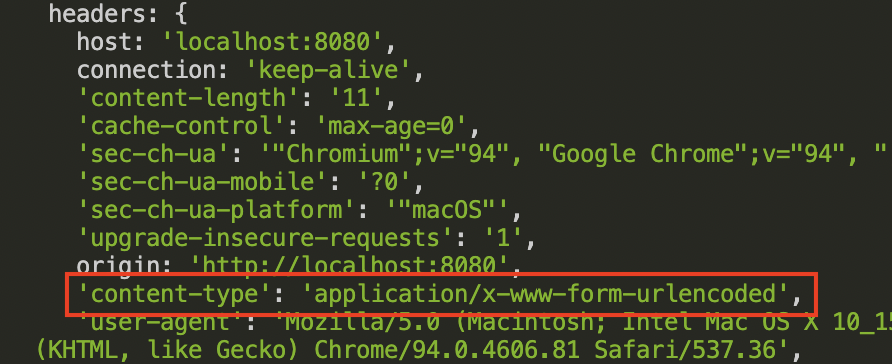 headers: {
host: 'localhost:8080',
connection: 'keep-alive',
'content-length': '11',
'cache-control': 'max-age=0',
'sec-ch-ua': '"Chromium";v="94", "Google Chrome";v="94", "
'sec-ch-ua-mobile': '?0',
'sec-ch-ua-platform': '"macOS"',
'upgrade-insecure-requests': '1',
origin: 'http://localhost:8080',
'content-type': 'application/x-www-form-urlencoded',
'user-agent': 'Mozilla/5.0 (Macintosh; Intel Mac OS X 10_15
(KHTML, like Gecko) Chrome/94.0.4606.81 Safari/537.36',